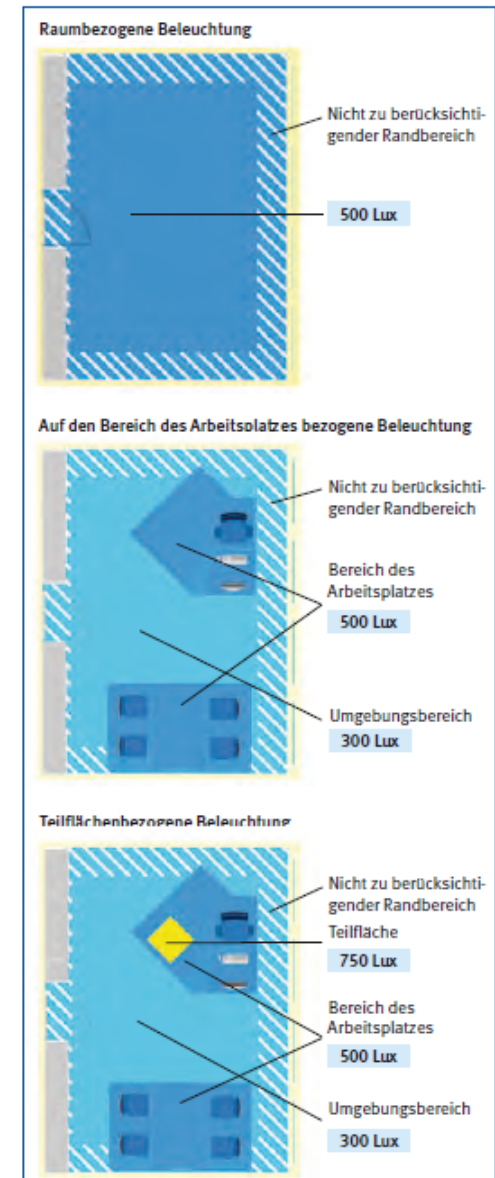 Raumbezogene Beleuchtung
Nicht zu berücksichti-
gender Randbereich
500 Lux
Auf den Bereich des Arbeitsplatzes bezogene Beleuchtung
Nicht zu berücksichti-
gender Randbereich
Bereich des
Arbeitsplatzes
500 Lux
Umgebungsbereich
300 Lux
Teilflächenbezogene Beleuchtung
Nicht zu berücksichti-
gender Randbereich
Teilfläche
750 Lux
Bereich des
Arbeitsplatzes
500 Lux
Umgebungsbereich
300 Lux